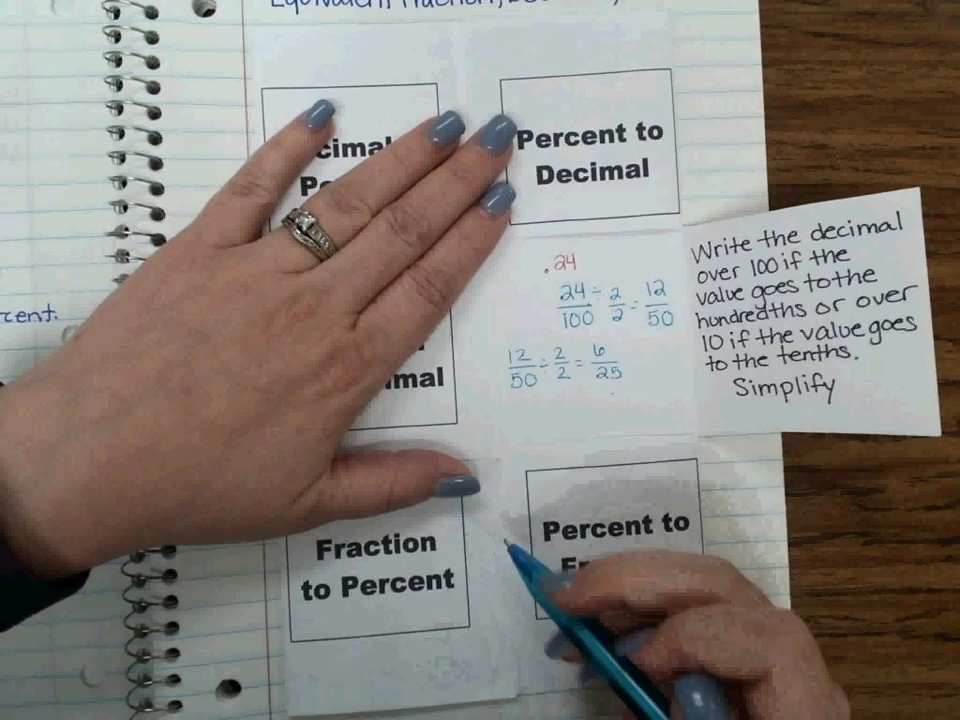 Percent to
Decimal
.24
24/100 ÷ 2/2 = 12/50
12/50 ÷ 2/2 = 6/25
Write the decimal
over 100 if the
value goes to the
hundredths or over
10 if the value goes
to the tenths.
Simplify
Fraction
to Percent
Percent to